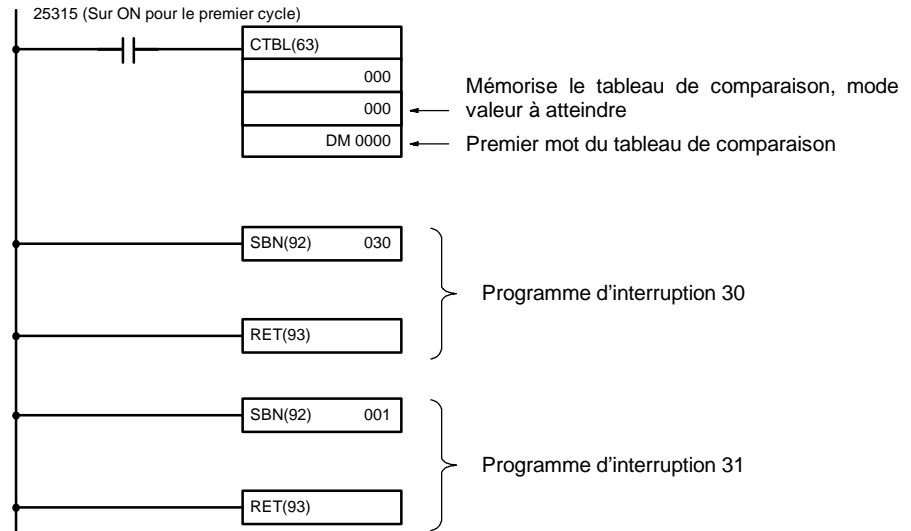 25315 (Sur ON pour le premier cycle)
CTBL(63)
000
000
DM 0000
Mémorise le tableau de comparaison, mode
valeur à atteindre
Premier mot du tableau de comparaison
SBN(92) 030
Programme d'interruption 30
RET(93)
SBN(92) 001
Programme d'interruption 31
RET(93)